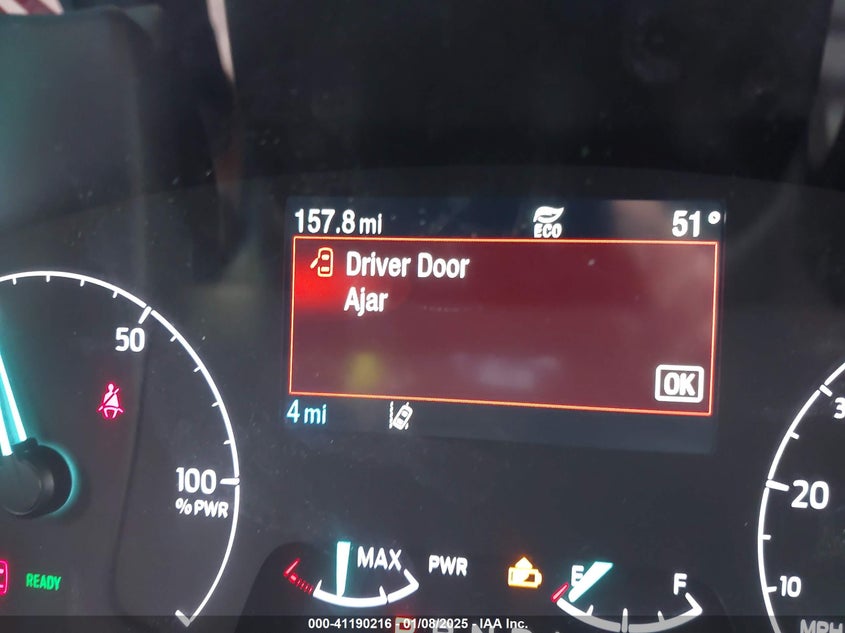 157.8 mi
ECO
51°
Driver Door
Ajar
OK
4 mi
50
100
% PWR
READY
MAX
PWR
E
F
20
10
MPH
000-41190216 - 01/08/2025 - IAA Inc.